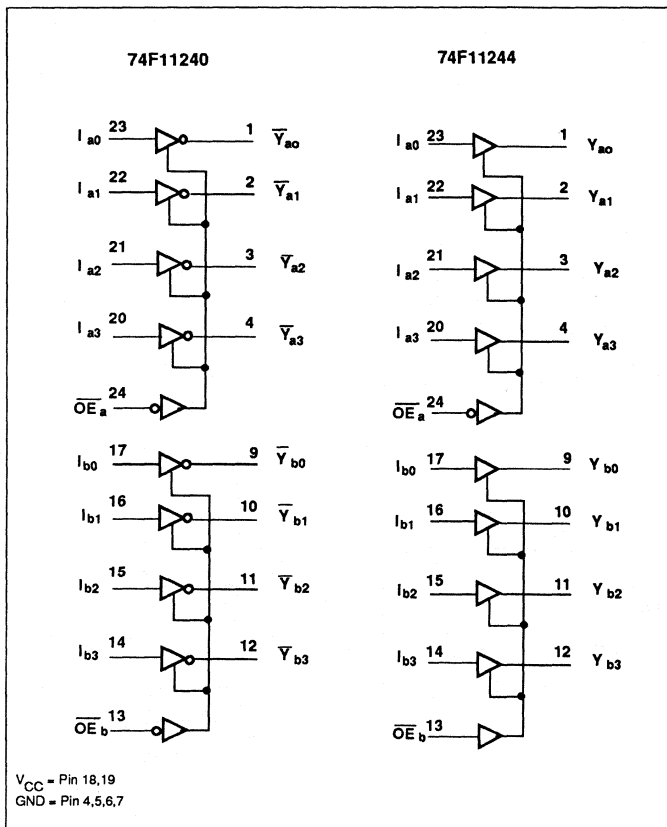 74F11240 74F11244
I a0 23 1 Y̅ ao I a0 23 1 Y ao
I a1 22 2 Y̅ a1 I a1 22 2 Y a1
I a2 21 3 Y̅ a2 I a2 21 3 Y a2
I a3 20 4 Y̅ a3 I a3 20 4 Y a3
O̅E̅ a 24 O̅E̅ a 24
I b0 17 9 Y̅ b0 I b0 17 9 Y b0
I b1 16 10 Y̅ b1 I b1 16 10 Y b1
I b2 15 11 Y̅ b2 I b2 15 11 Y b2
I b3 14 12 Y̅ b3 I b3 14 12 Y b3
O̅E̅ b 13 O̅E̅ b 13
VCC = Pin 18,19
GND = Pin 4,5,6,7